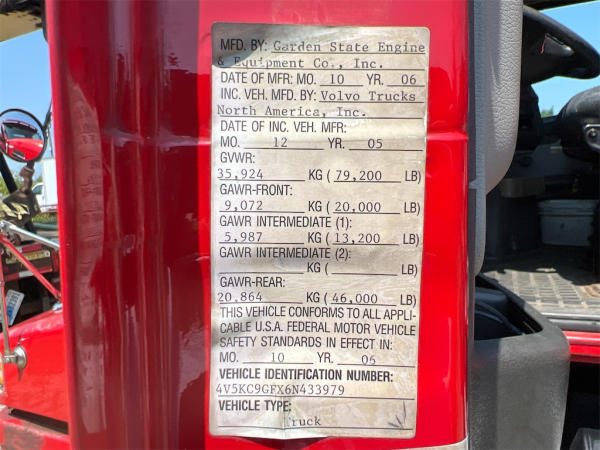 MFD. BY: Garden State Engine
& Equipment Co., Inc.
DATE OF MFR: MO. 10 YR. 06
INC. VEH. MFD. BY: Volvo Trucks
North America, Inc.
DATE OF INC. VEH. MFR:
MO. 12 YR. 05
GVWR:
35,924 KG ( 79,200 LB)
GAWR-FRONT:
9,072 KG ( 20,000 LB)
GAWR INTERMEDIATE (1):
5,987 KG ( 13,200 LB)
GAWR INTERMEDIATE (2):
KG ( LB)
GAWR-REAR:
20,864 KG ( 46,000 LB)
THIS VEHICLE CONFORMS TO ALL APPLI-
CABLE U.S.A. FEDERAL MOTOR VEHICLE
SAFETY STANDARDS IN EFFECT IN:
MO. 10 YR. 06
VEHICLE IDENTIFICATION NUMBER:
4V5KC9GFX6N433979
VEHICLE TYPE:
Truck